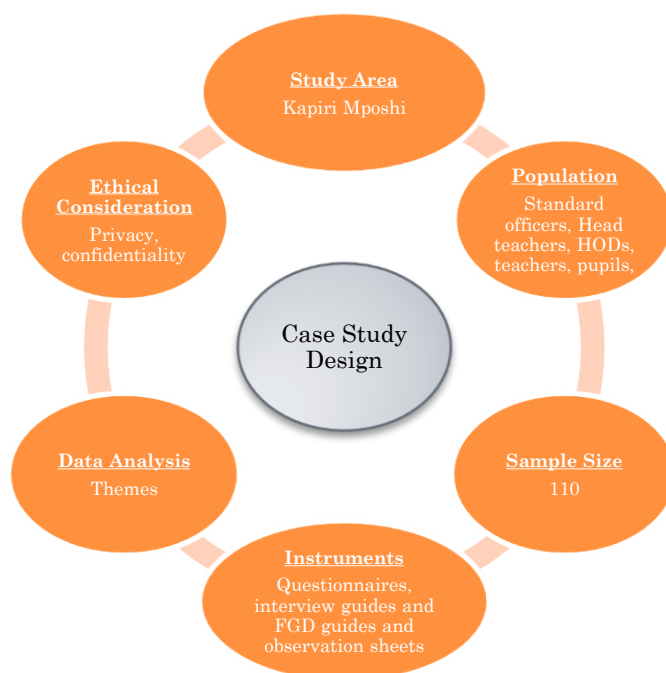 Study Area
Kapiri Mposhi
Population
Standard
officers, Head
teachers, HODs,
teachers, pupils,
Sample Size
110
Instruments
Questionnaires,
interview guides and
FGD guides and
observation sheets
Data Analysis
Themes
Ethical
Consideration
Privacy,
confidentiality
Case Study
Design